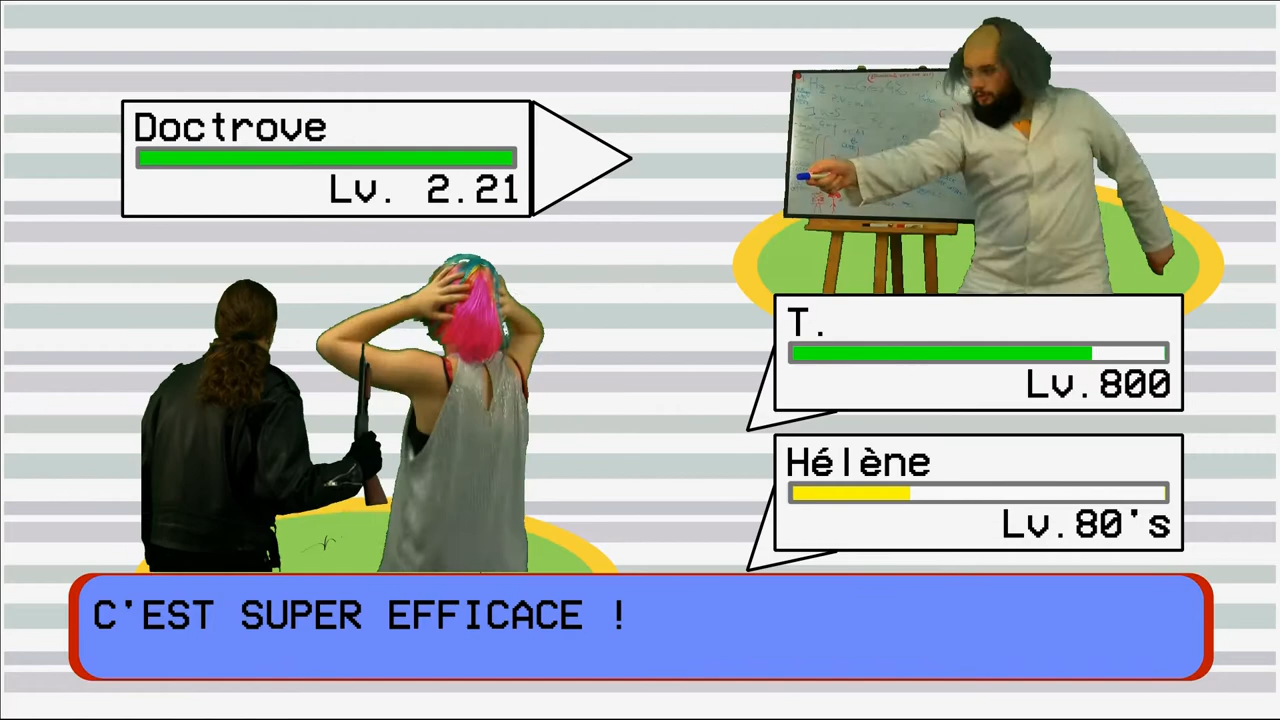 Doctrove
Lv. 2.21
T.
Lv.800
Hélène
Lv.80's
C'EST SUPER EFFICACE !